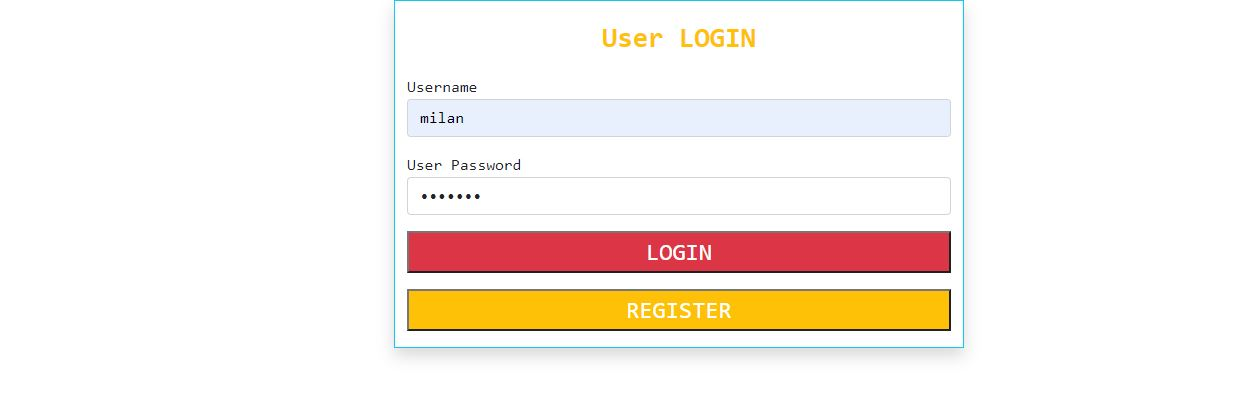 User LOGIN
Username
milan
User Password
•••••••
LOGIN
REGISTER